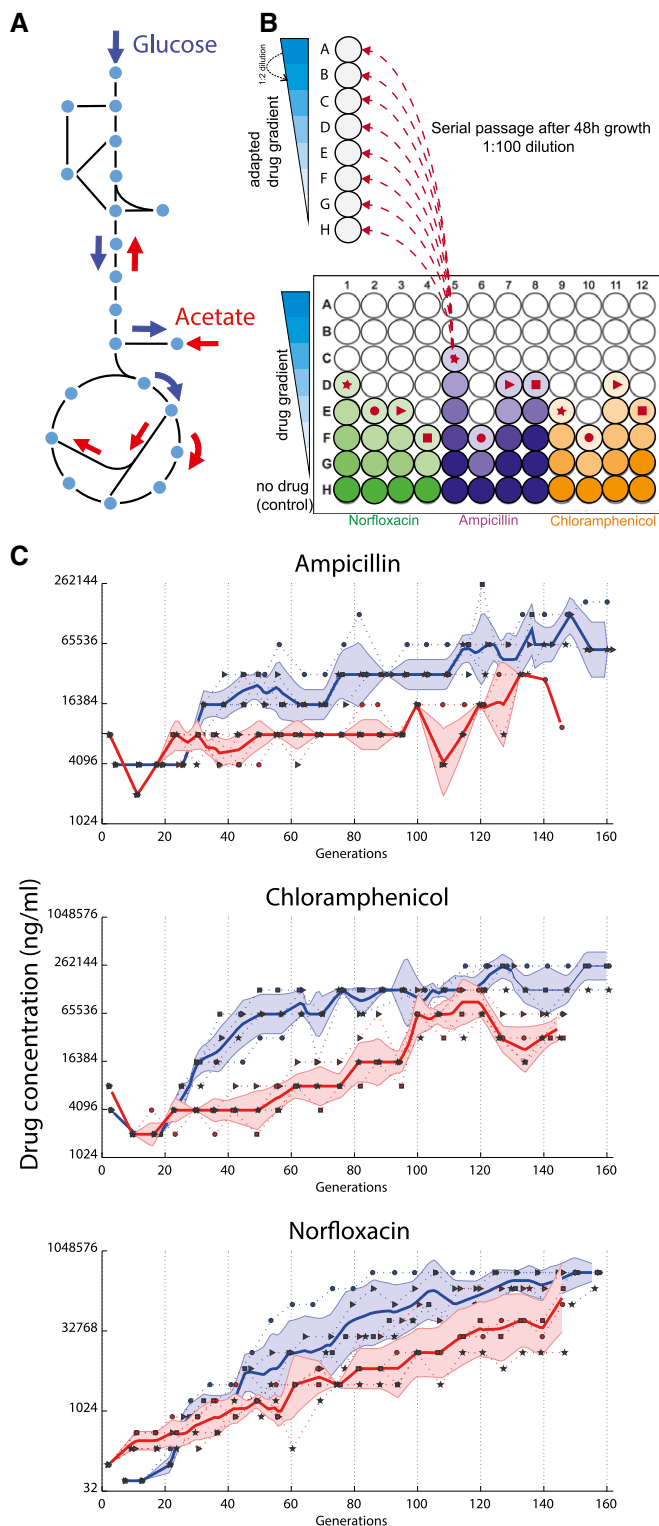 A
Glucose
Acetate
B
1:2 dilution
adapted
drug gradient
A
B
C
D
E
F
G
H
Serial passage after 48h growth
1:100 dilution
drug gradient
no drug
(control)
1 2 3 4 5 6 7 8 9 10 11 12
A
B
C
D
E
F
G
H
Norfloxacin Ampicillin Chloramphenicol
C
Drug concentration (ng/ml)
Ampicillin
262144
65536
16384
4096
1024
0 20 40 60 80 100 120 140 160
Generations
Chloramphenicol
1048576
262144
65536
16384
4096
1024
0 20 40 60 80 100 120 140 160
Generations
Norfloxacin
1048576
32768
1024
32
0 20 40 60 80 100 120 140 160
Generations